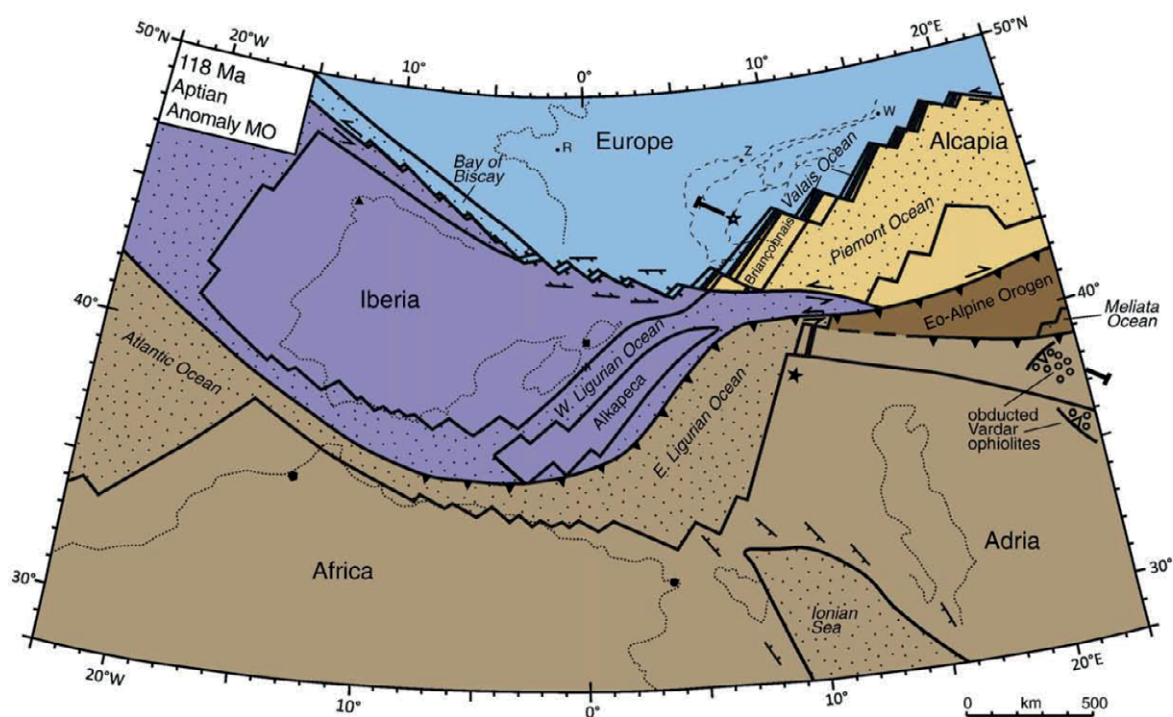 50°N
20°W
10°
0°
10°
20°E
50°N
118 Ma
Aptian
Anomaly MO
Europe
R
Z
W
Bay of
Biscay
Valais Ocean
Alcapia
Briançonnais
Piemont Ocean
Iberia
40°
40°
Eo-Alpine Orogen
Meliata
Ocean
W. Ligurian Ocean
Alkapeca
E. Ligurian Ocean
Atlantic Ocean
obducted
Vardar
ophiolites
Adria
Africa
30°
30°
Ionian
Sea
20°W
10°
0°
10°
20°E
0 km 500